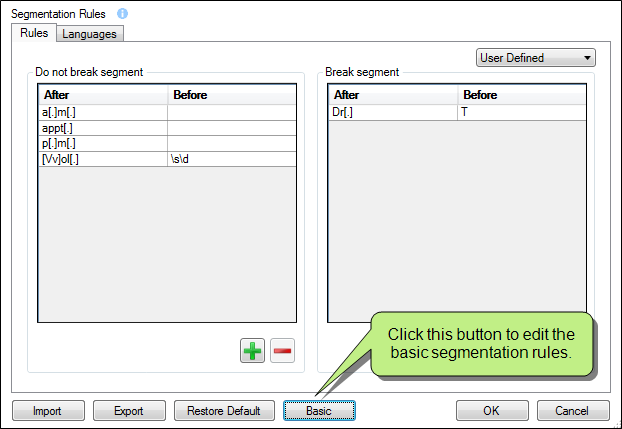 Segmentation Rules
Rules Languages
User Defined
Do not break segment
After Before
a[.]m[.]
appt[.]
p[.]m[.]
[Vv]ol[.] \s\d
Break segment
After Before
Dr[.] T
Click this button to edit the
basic segmentation rules.
Import Export Restore Default Basic OK Cancel